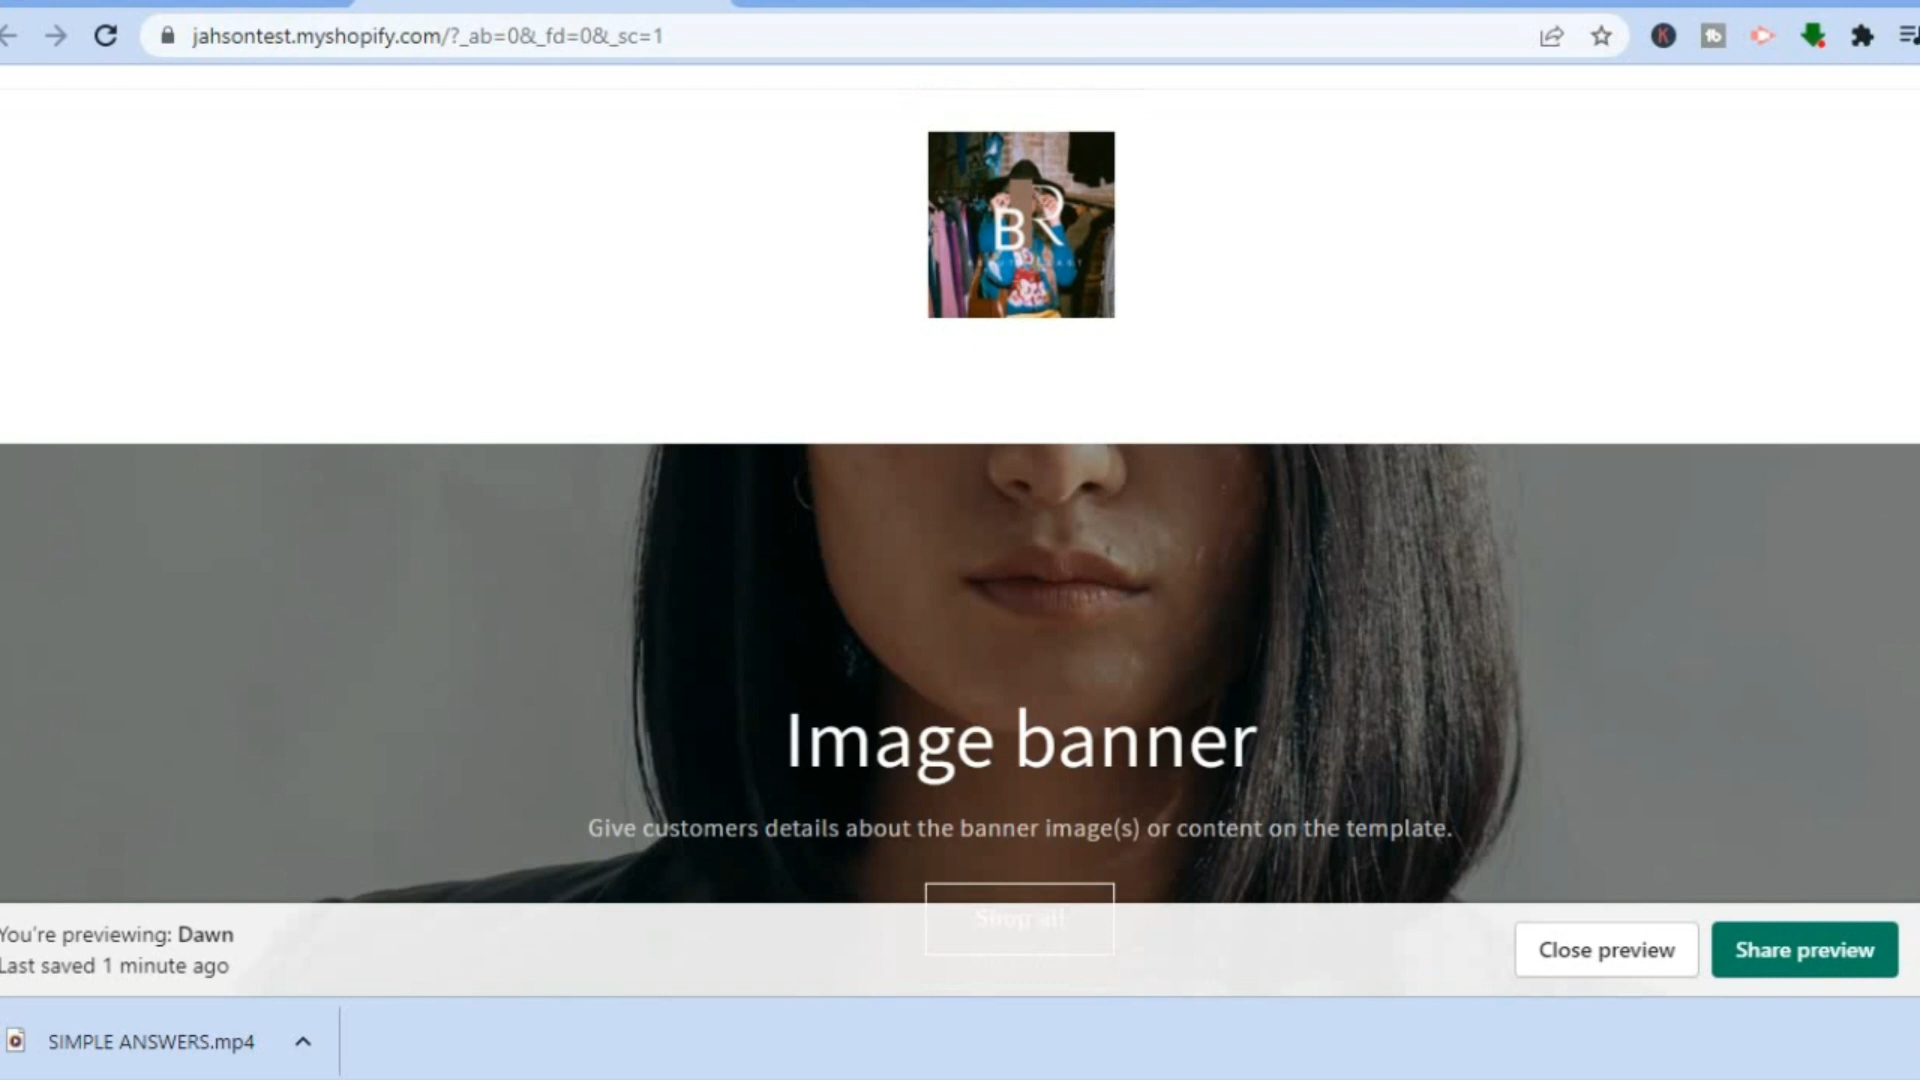 jahsontest.myshopify.com/?_ab=0&_fd=0&_sc=1
BR
Image banner
Give customers details about the banner image(s) or content on the template.
Shop all
You're previewing: Dawn
Last saved 1 minute ago
Close preview
Share preview
SIMPLE ANSWERS.mp4